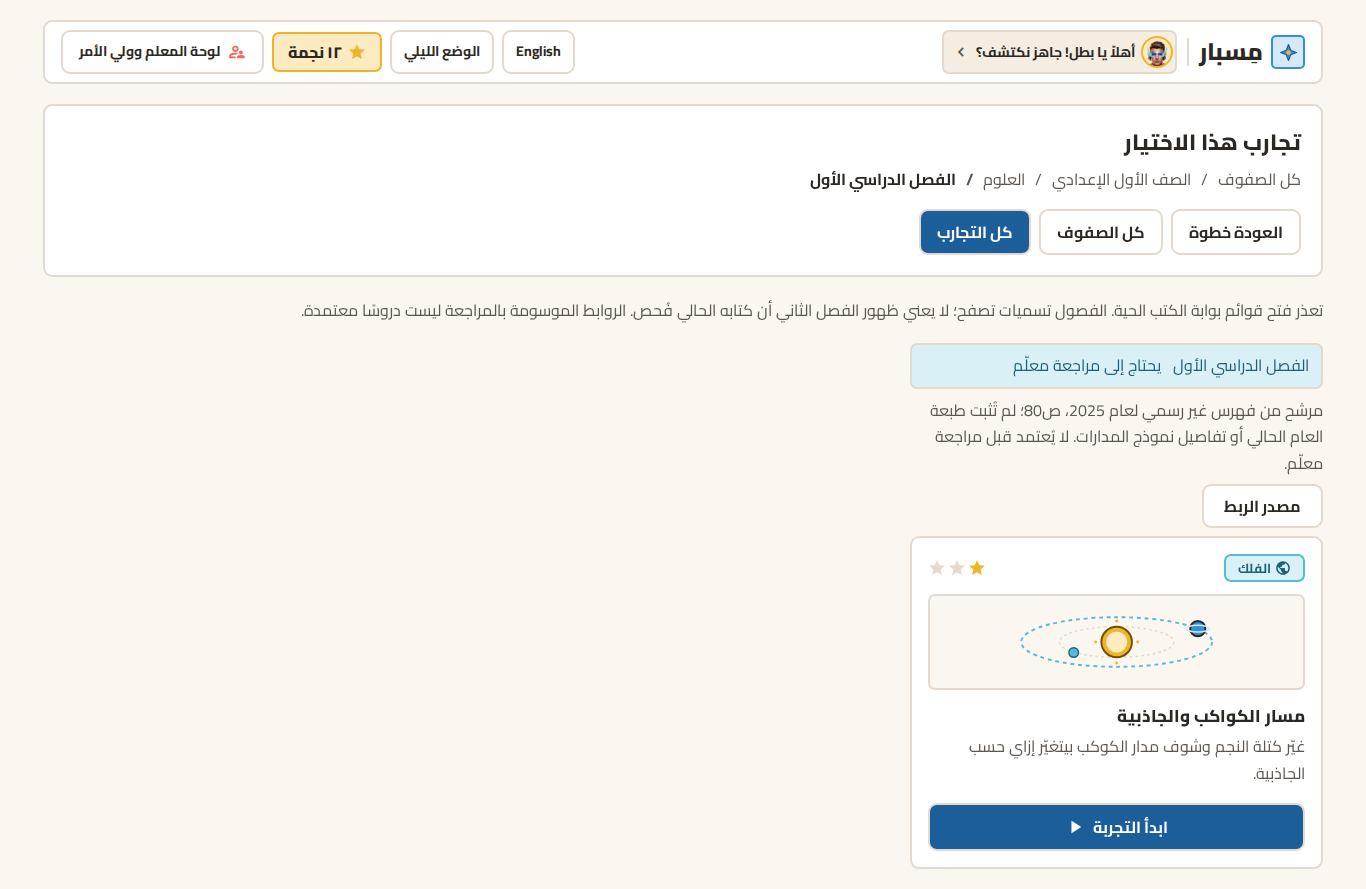 مِسبار
أهلاً يا بطل! جاهز نكتشف؟
English
الوضع الليلي
١٢ نجمة
لوحة المعلم وولي الأمر
تجارب هذا الاختيار
كل الصفوف / الصف الأول الإعدادي / العلوم / الفصل الدراسي الأول
العودة خطوة
كل الصفوف
كل التجارب
تعذر فتح قوائم بوابة الكتب الحية. الفصول تسميات تصفح؛ لا يعني ظهور الفصل الثاني أن كتابه الحالي فُحص. الروابط الموسومة بالمراجعة ليست دروسًا معتمدة.
الفصل الدراسي الأول يحتاج إلى مراجعة معلّم
مرشح من فهرس غير رسمي لعام 2025، ص80؛ لم تُثبت طبعة
العام الحالي أو تفاصيل نموذج المدارات. لا يُعتمد قبل مراجعة
معلّم.
مصدر الربط
الفلك
مسار الكواكب والجاذبية
غيّر كتلة النجم وشوف مدار الكوكب بيتغيّر إزاي حسب
الجاذبية.
ابدأ التجربة